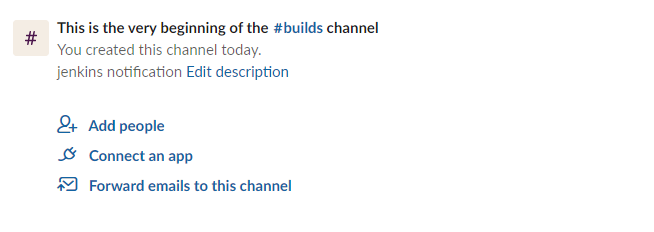 #
This is the very beginning of the #builds channel
You created this channel today.
jenkins notification Edit description
Add people
Connect an app
Forward emails to this channel